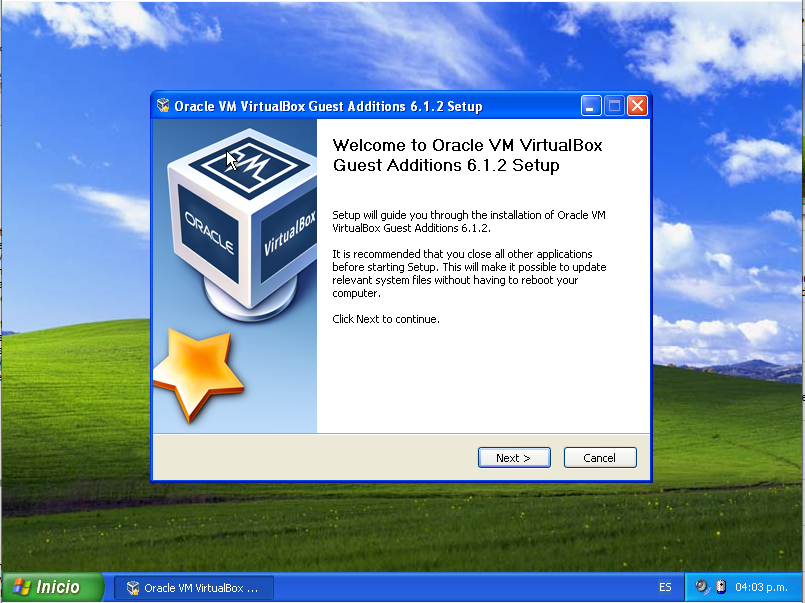 Oracle VM VirtualBox Guest Additions 6.1.2 Setup
ORACLE
VirtualBox
Welcome to Oracle VM VirtualBox
Guest Additions 6.1.2 Setup
Setup will guide you through the installation of Oracle VM
VirtualBox Guest Additions 6.1.2.
It is recommended that you close all other applications
before starting Setup. This will make it possible to update
relevant system files without having to reboot your
computer.
Click Next to continue.
Next >
Cancel
Inicio
Oracle VM VirtualBox ...
ES
04:03 p.m.